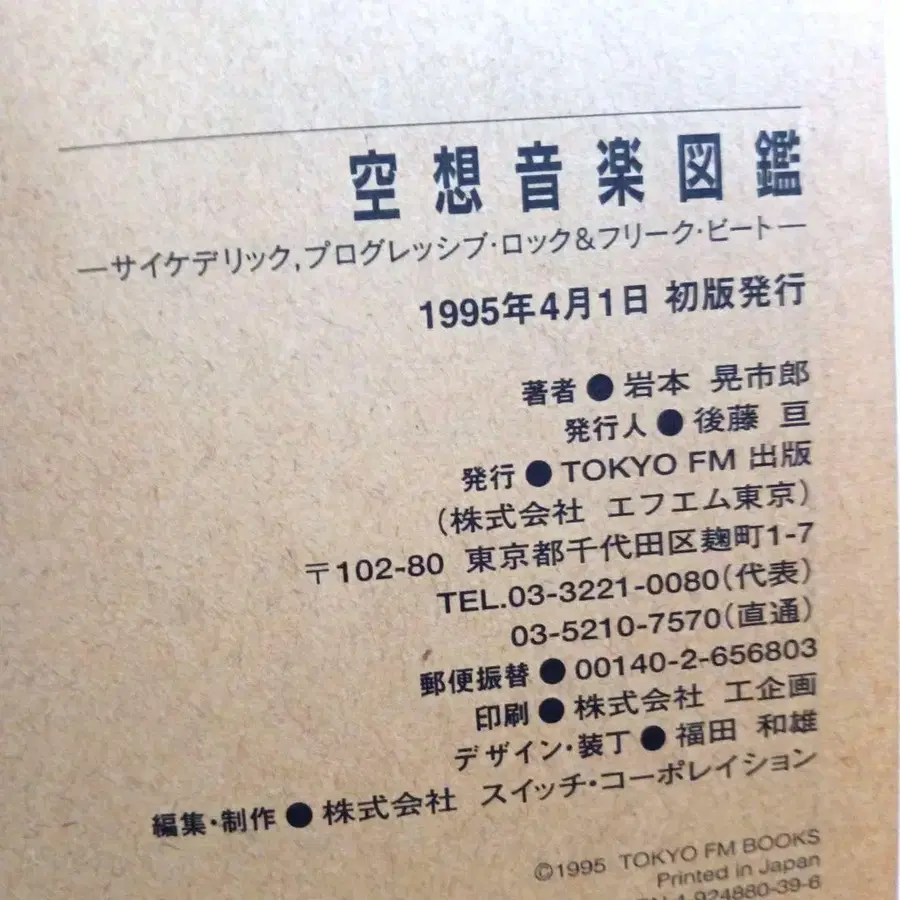 空想音楽図鑑
―サイケデリック,プログレッシブ・ロック&フリーク・ビート―
1995年4月1日 初版発行
著者●岩本 晃市郎
発行人●後藤 亘
発行●TOKYO FM 出版
(株式会社 エフエム東京)
〒102-80 東京都千代田区麹町1-7
TEL.03-3221-0080(代表)
03-5210-7570(直通)
郵便振替●00140-2-656803
印刷●株式会社 工企画
デザイン・装丁●福田 和雄
編集・制作●株式会社 スイッチ・コーポレイション
©1995 TOKYO FM BOOKS
Printed in Japan
4-924880-39-6